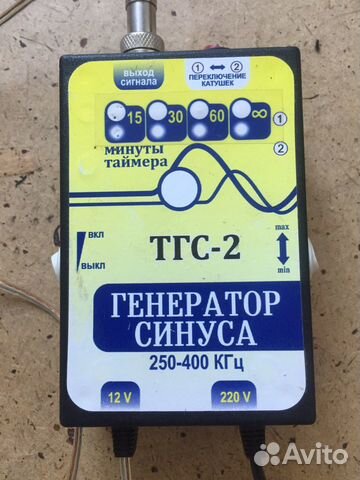 ВЫХОД
СИГНАЛА
1 ↔ 2
ПЕРЕКЛЮЧЕНИЕ
КАТУШЕК
15 30 60 ∞ 1
2
минуты
таймера
ВКЛ
ВЫКЛ
ТГС-2
max
min
ГЕНЕРАТОР
СИНУСА
250-400 КГц
12 V 220 V
Avito